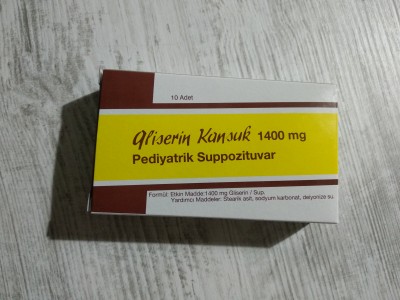 10 Adet
Gliserin Kansuk 1400 mg
Pediyatrik Suppozituvar
Formül: Etkin Madde:1400 mg Gliserin / Sup.
Yardımcı Maddeler: Stearik asit, sodyum karbonat, deiyonize su.